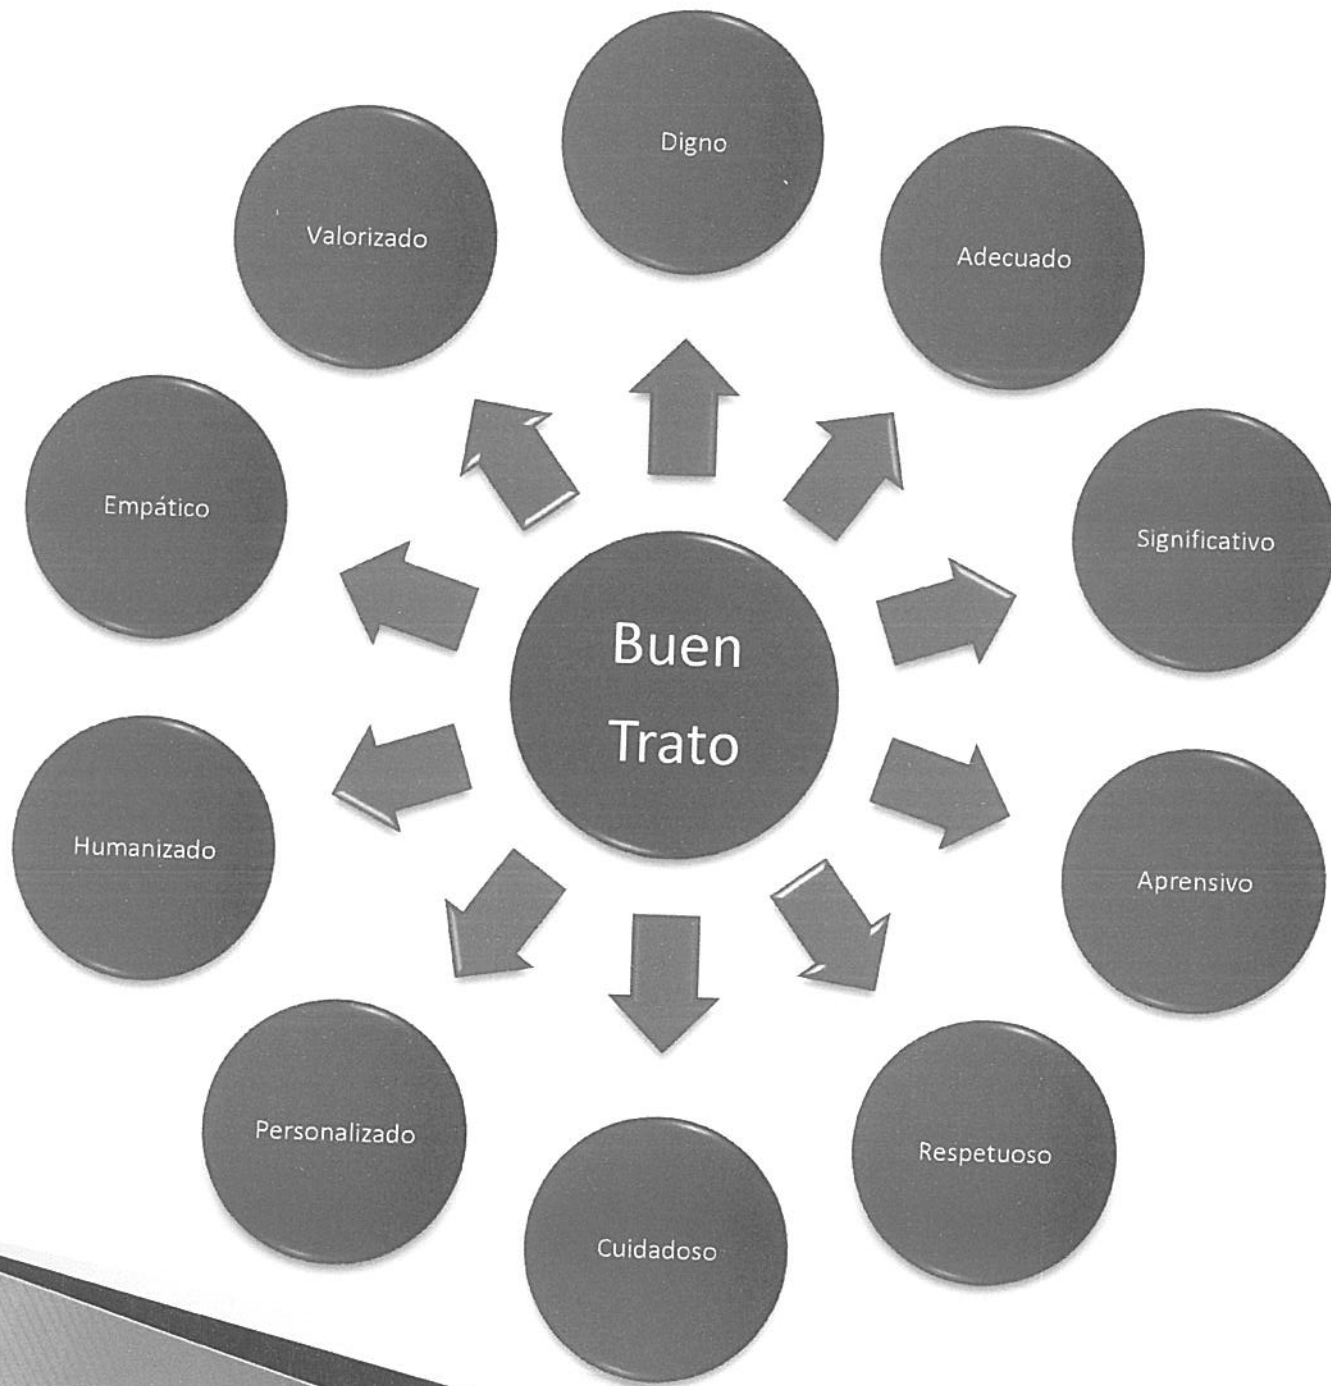 Digno
Valorizado
Adecuado
Empático
Significativo
Buen
Trato
Humanizado
Aprensivo
Personalizado
Respetuoso
Cuidadoso